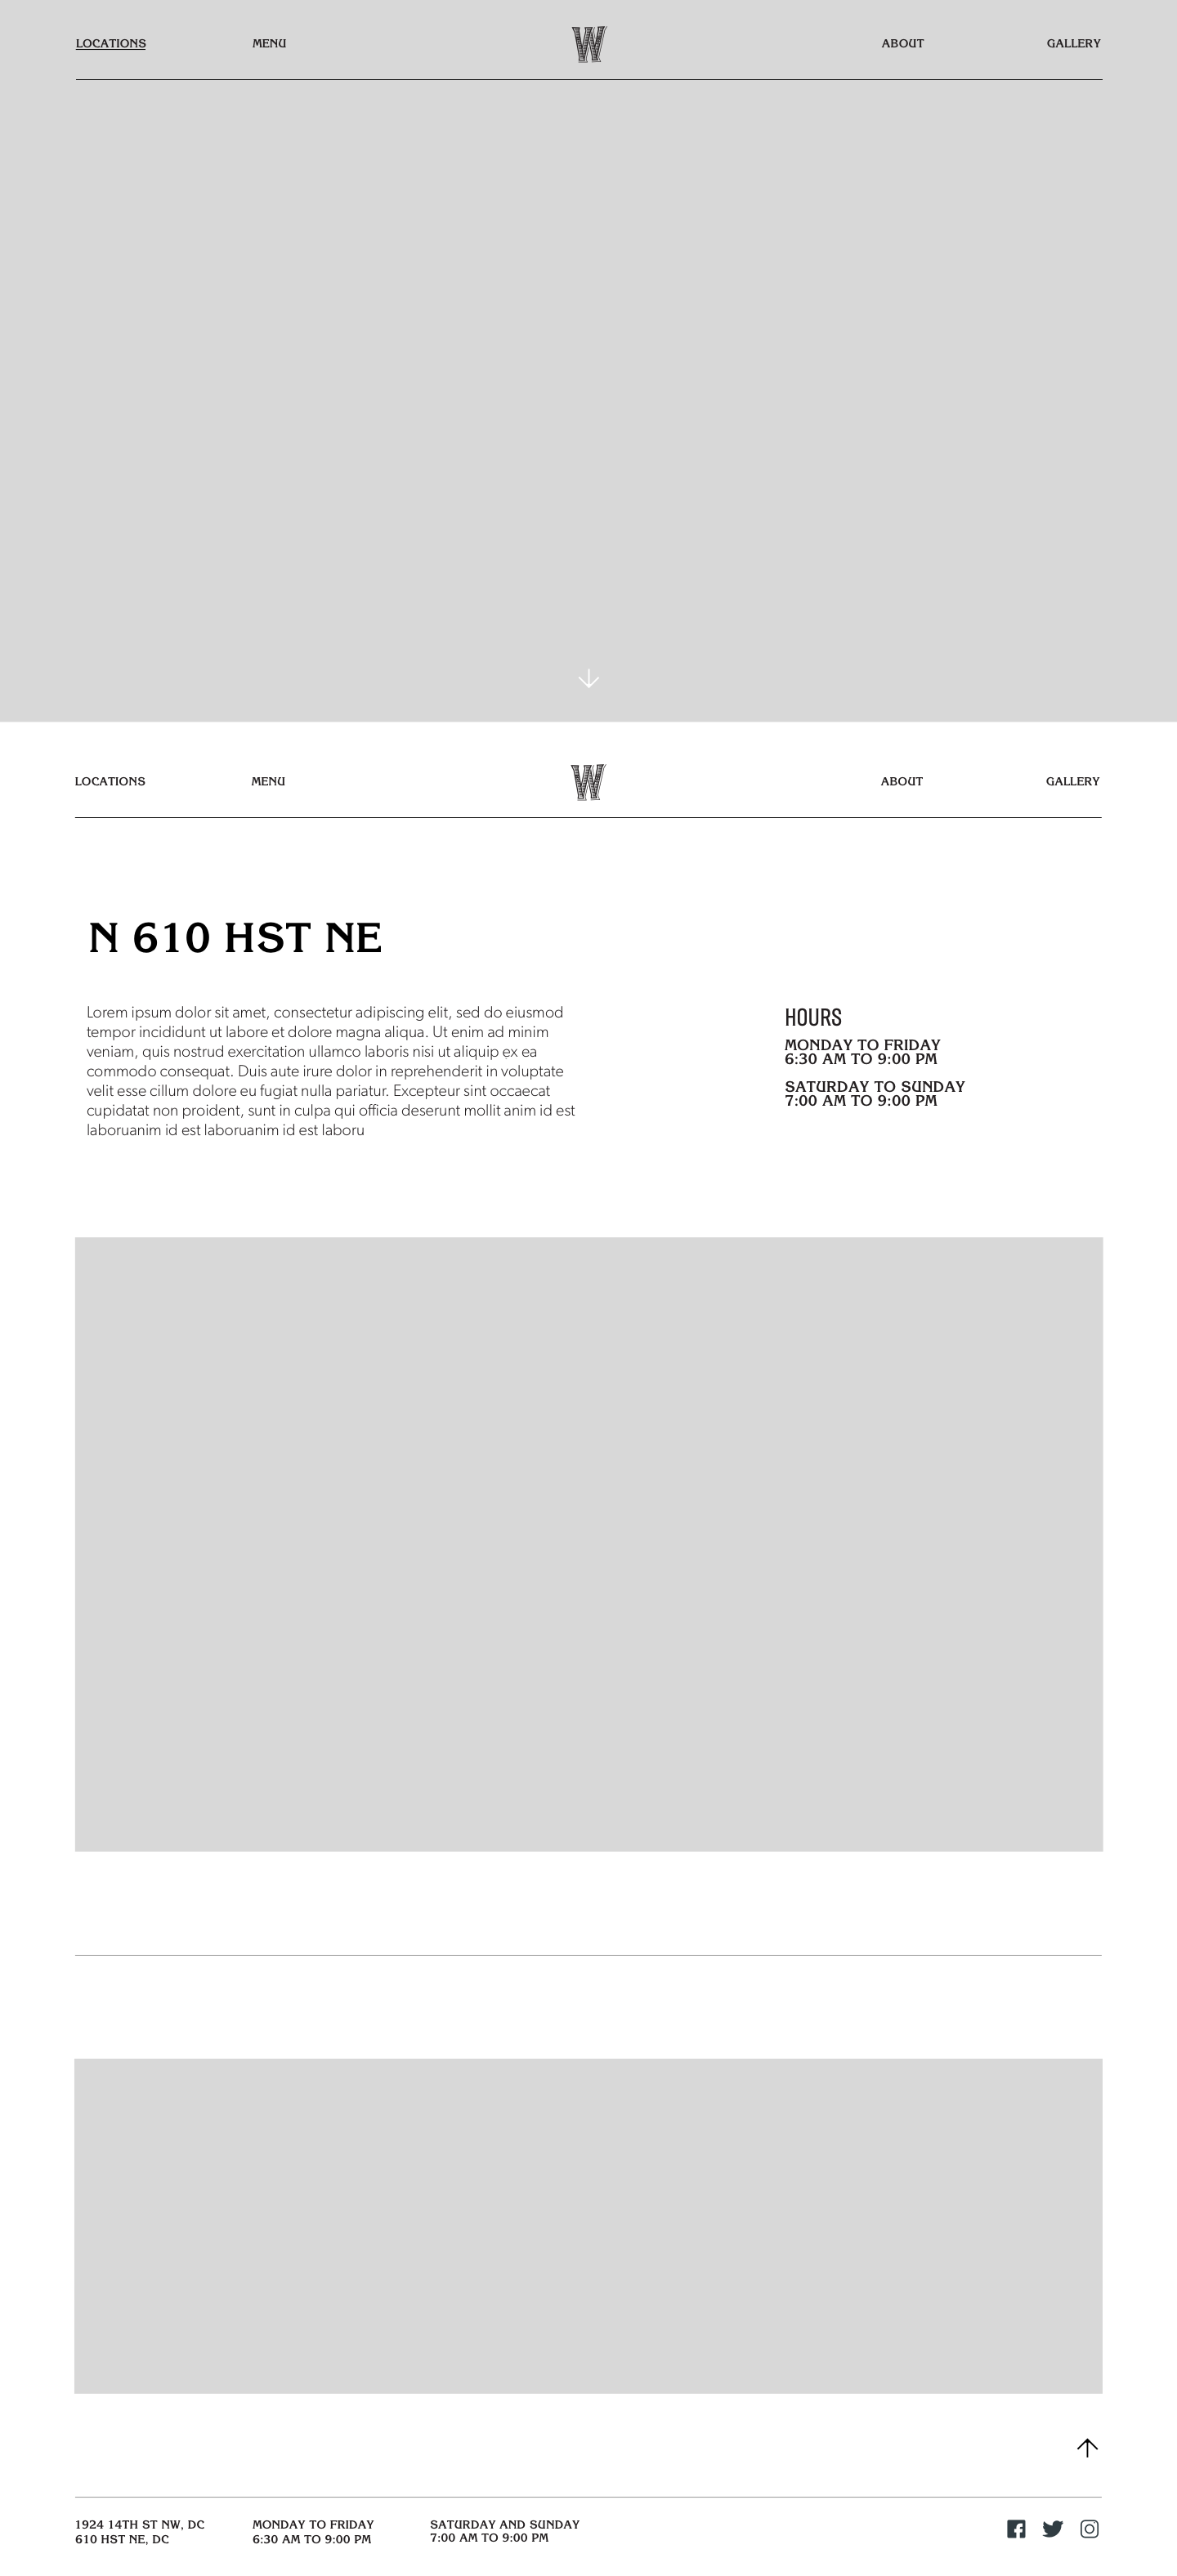 LOCATIONS MENU W ABOUT GALLERY
LOCATIONS MENU W ABOUT GALLERY
N 610 HST NE
Lorem ipsum dolor sit amet, consectetur adipiscing elit, sed do eiusmod
tempor incididunt ut labore et dolore magna aliqua. Ut enim ad minim
veniam, quis nostrud exercitation ullamco laboris nisi ut aliquip ex ea
commodo consequat. Duis aute irure dolor in reprehenderit in voluptate
velit esse cillum dolore eu fugiat nulla pariatur. Excepteur sint occaecat
cupidatat non proident, sunt in culpa qui officia deserunt mollit anim id est
laboruanim id est laboruanim id est laboru
HOURS
MONDAY TO FRIDAY
6:30 AM TO 9:00 PM
SATURDAY TO SUNDAY
7:00 AM TO 9:00 PM
1924 14TH ST NW, DC
610 HST NE, DC
MONDAY TO FRIDAY
6:30 AM TO 9:00 PM
SATURDAY AND SUNDAY
7:00 AM TO 9:00 PM